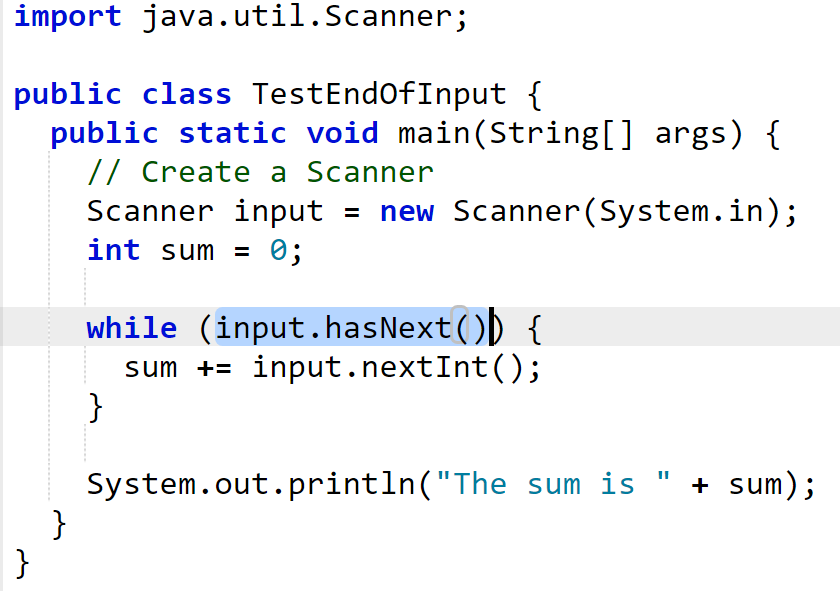 import java.util.Scanner;
public class TestEndOfInput {
public static void main(String[] args) {
// Create a Scanner
Scanner input = new Scanner(System.in);
int sum = 0;
while (input.hasNext()) {
sum += input.nextInt();
}
System.out.println("The sum is " + sum);
}
}